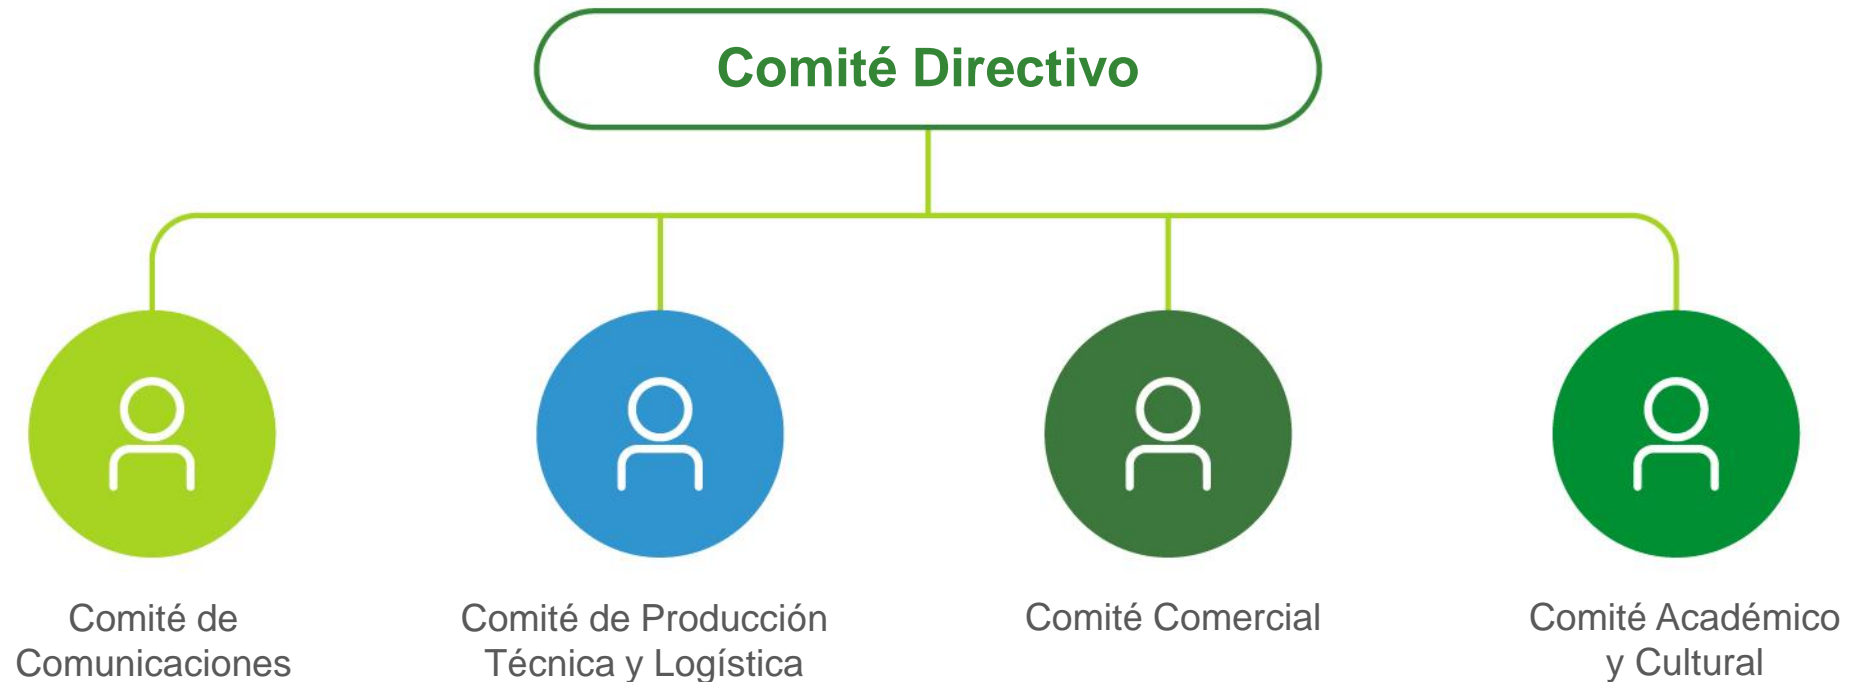 Comité Directivo
Comité de
Comunicaciones
Comité de Producción
Técnica y Logística
Comité Comercial
Comité Académico
y Cultural